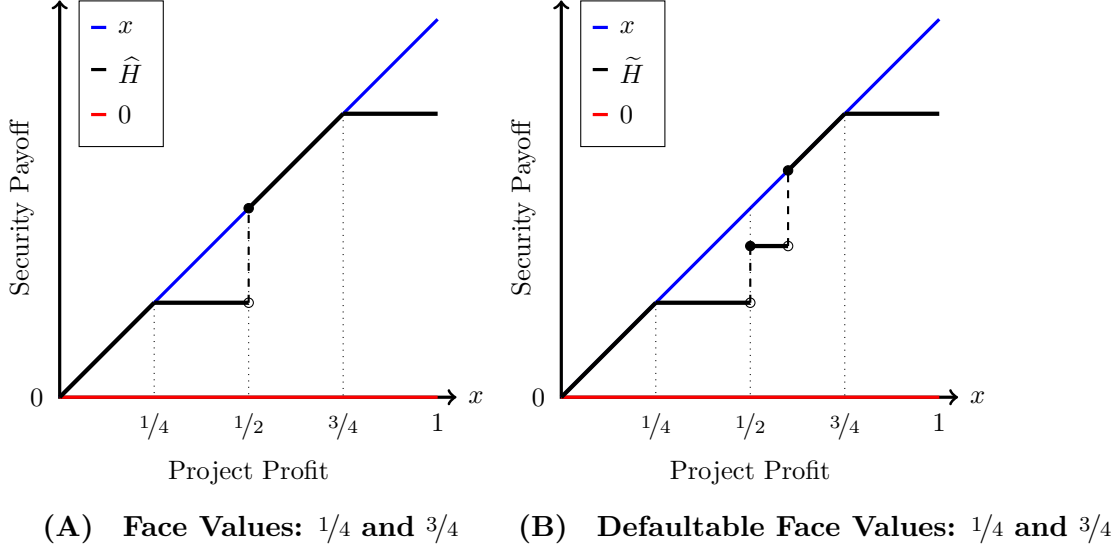 x
Ĥ
0
Security Payoff
0
1/4
1/2
3/4
1
x
Project Profit
(A) Face Values: 1/4 and 3/4
x
H̃
0
Security Payoff
0
1/4
1/2
3/4
1
x
Project Profit
(B) Defaultable Face Values: 1/4 and 3/4